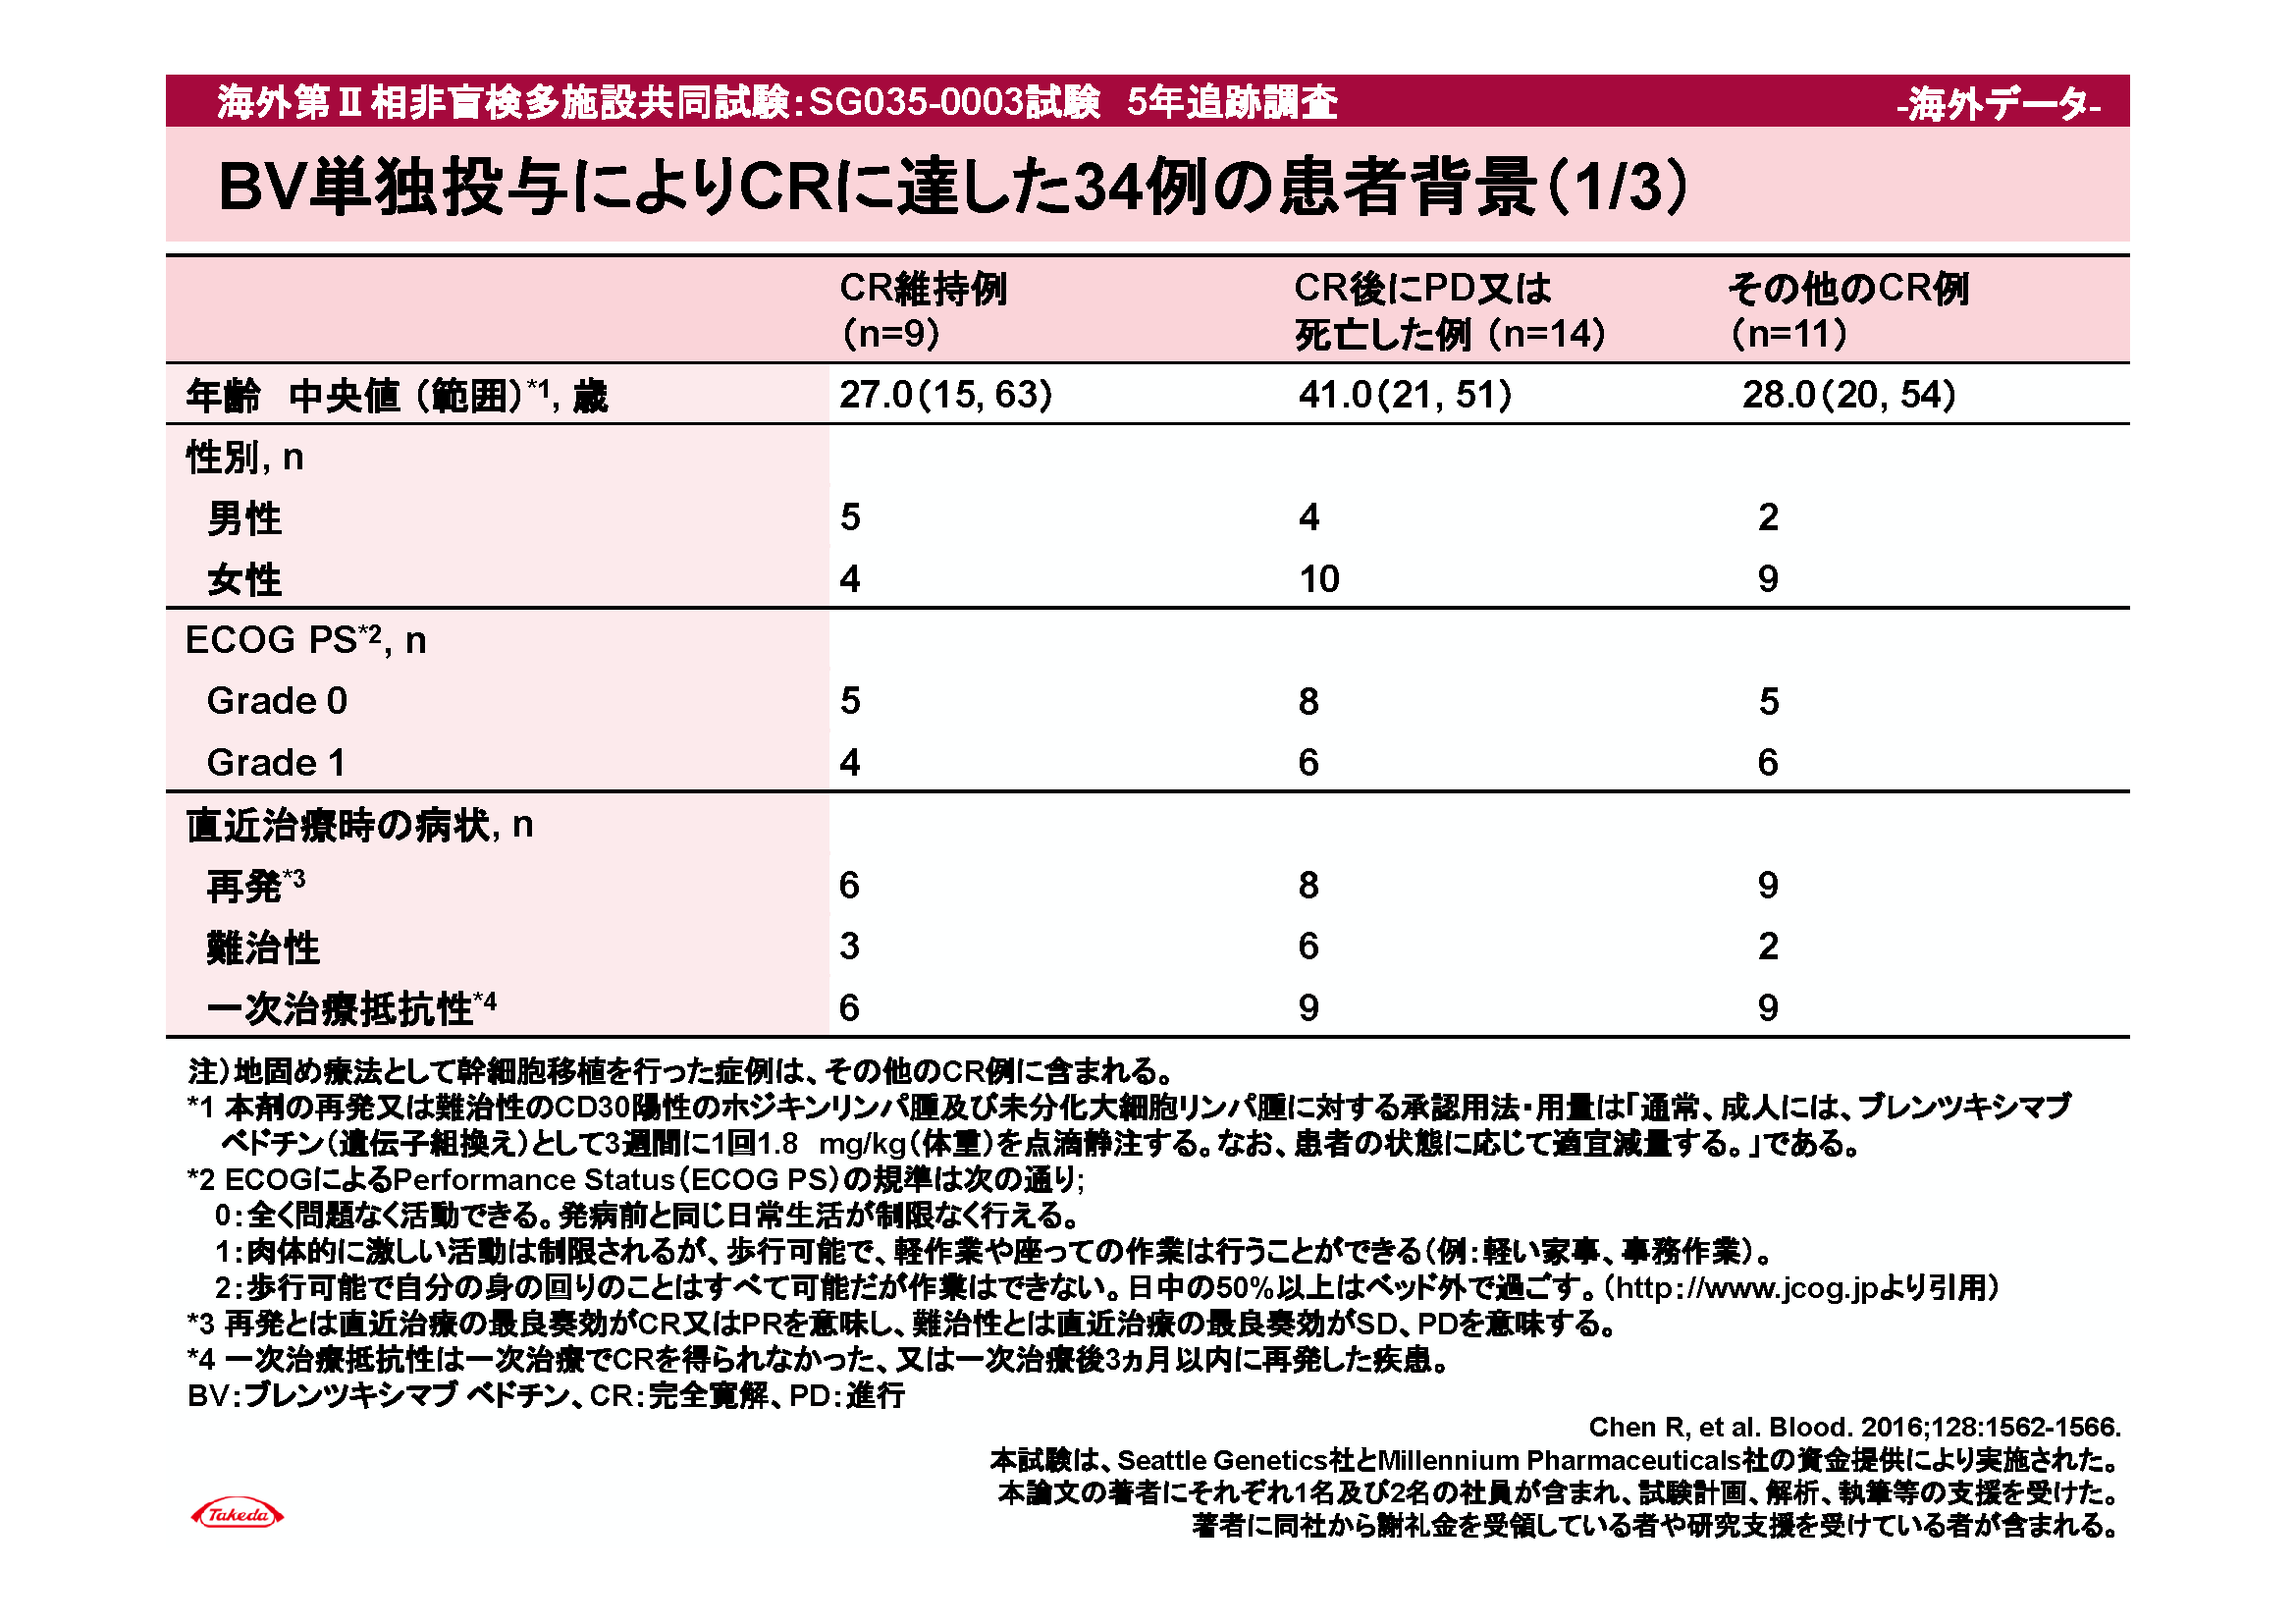 海外第Ⅱ相非盲検多施設共同試験：SG035-0003試験　5年追跡調査　-海外データ-
BV単独投与によりCRに達した34例の患者背景（1/3）
CR維持例（n=9）　CR後にPD又は死亡した例（n=14）　その他のCR例（n=11）
年齢　中央値（範囲）*1, 歳　27.0（15, 63）　41.0（21, 51）　28.0（20, 54）
性別, n
男性　5　4　2
女性　4　10　9
ECOG PS*2, n
Grade 0　5　8　5
Grade 1　4　6　6
直近治療時の病状, n
再発*3　6　8　9
難治性　3　6　2
一次治療抵抗性*4　6　9　9
注）地固め療法として幹細胞移植を行った症例は、その他のCR例に含まれる。
*1 本剤の再発又は難治性のCD30陽性のホジキンリンパ腫及び未分化大細胞リンパ腫に対する承認用法・用量は「通常、成人には、ブレンツキシマブ
ベドチン（遺伝子組換え）として3週間に1回1.8　mg/kg（体重）を点滴静注する。なお、患者の状態に応じて適宜減量する。」である。
*2 ECOGによるPerformance Status（ECOG PS）の規準は次の通り;
0：全く問題なく活動できる。発病前と同じ日常生活が制限なく行える。
1：肉体的に激しい活動は制限されるが、歩行可能で、軽作業や座っての作業は行うことができる（例：軽い家事、事務作業）。
2：歩行可能で自分の身の回りのことはすべて可能だが作業はできない。日中の50%以上はベッド外で過ごす。（http：//www.jcog.jpより引用）
*3 再発とは直近治療の最良奏効がCR又はPRを意味し、難治性とは直近治療の最良奏効がSD、PDを意味する。
*4 一次治療抵抗性は一次治療でCRを得られなかった、又は一次治療後3ヵ月以内に再発した疾患。
BV：ブレンツキシマブ ベドチン、CR：完全寛解、PD：進行
Chen R, et al. Blood. 2016;128:1562-1566.
本試験は、Seattle Genetics社とMillennium Pharmaceuticals社の資金提供により実施された。
本論文の著者にそれぞれ1名及び2名の社員が含まれ、試験計画、解析、執筆等の支援を受けた。
著者に同社から謝礼金を受領している者や研究支援を受けている者が含まれる。
Takeda